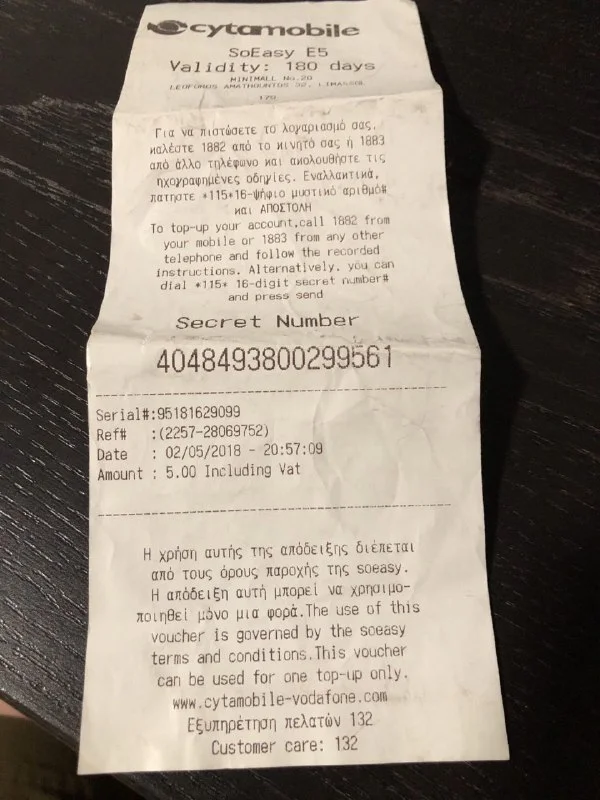 cytamobile
SoEasy E5
Validity: 180 days
MINIMALL No.20
LEOFOROS AMATHOUNTOS 32, LIMASSOL
170
Για να πιστώσετε το λογαριασμό σας,
καλέστε 1882 από το κινητό σας ή 1883
από άλλο τηλέφωνο και ακολουθήστε τις
ηχογραφημένες οδηγίες. Εναλλακτικά,
πατήστε *115*16-ψήφιο μυστικό αριθμό#
και ΑΠΟΣΤΟΛΗ
To top-up your account,call 1882 from
your mobile or 1883 from any other
telephone and follow the recorded
instructions. Alternatively, you can
dial *115* 16-digit secret number#
and press send
Secret Number
4048493800299561
Serial#:95181629099
Ref# :(2257-28069752)
Date : 02/05/2018 - 20:57:09
Amount : 5.00 Including Vat
Η χρήση αυτής της απόδειξης διέπεται
από τους όρους παροχής της soeasy.
Η απόδειξη αυτή μπορεί να χρησιμο-
ποιηθεί μόνο μια φορά.The use of this
voucher is governed by the soeasy
terms and conditions.This voucher
can be used for one top-up only.
www.cytamobile-vodafone.com
Εξυπηρέτηση πελατών 132
Customer care: 132